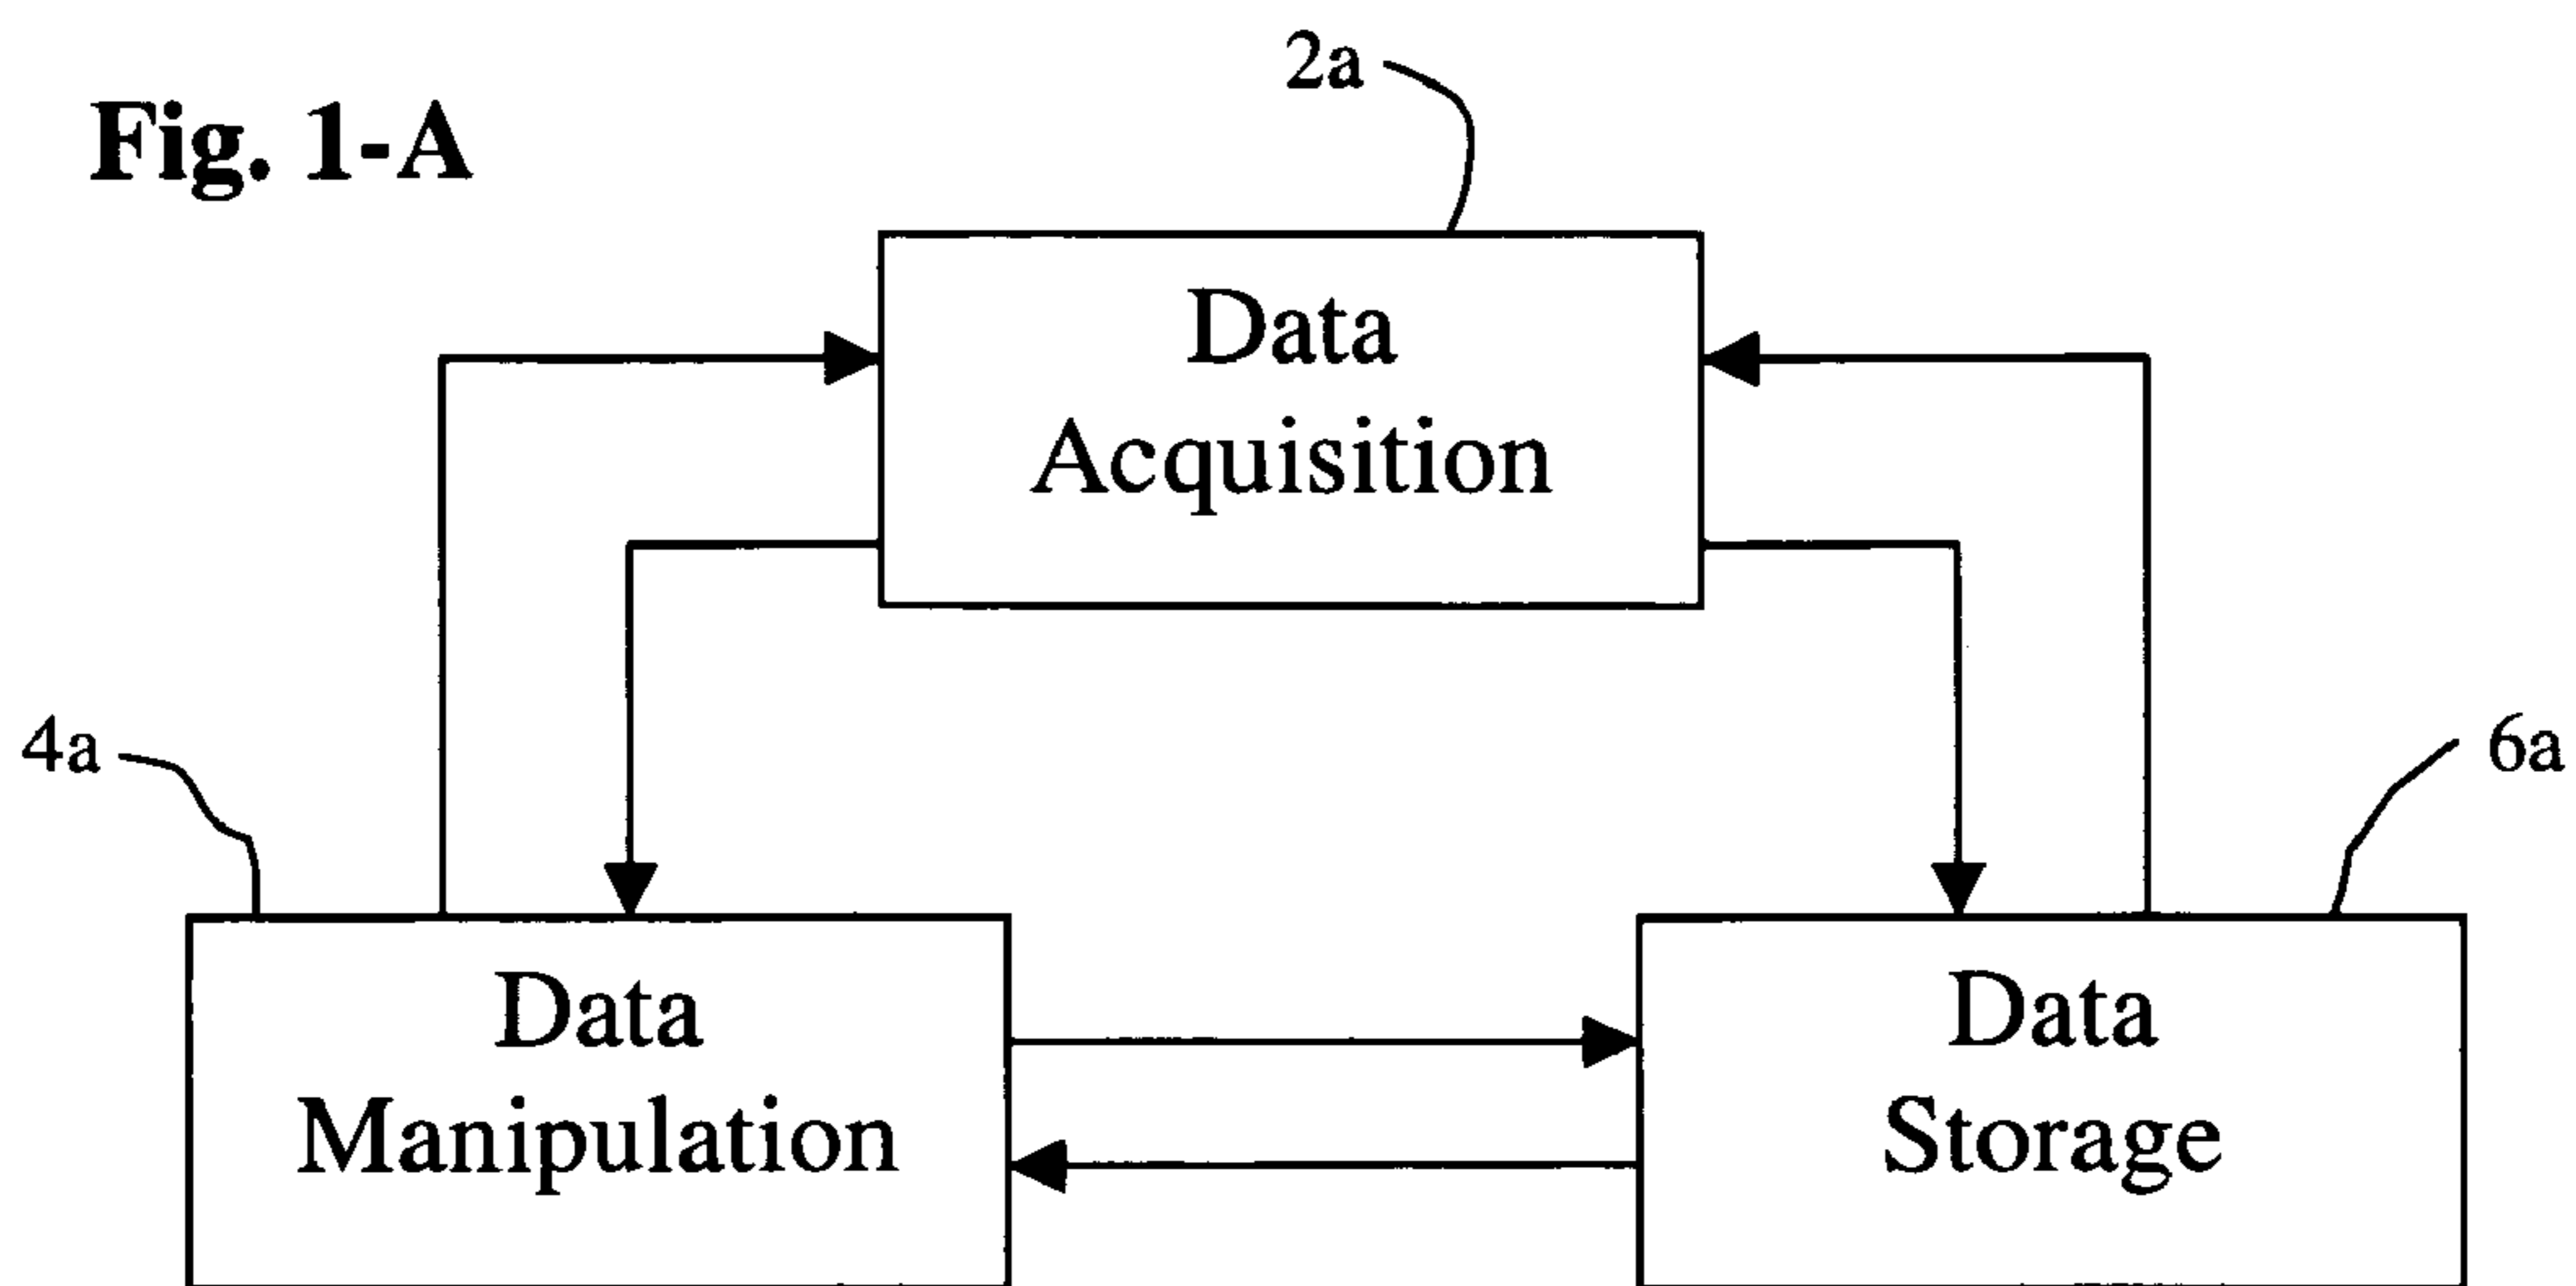 Fig. 1-A
2a
Data
Acquisition
4a
6a
Data
Manipulation
Data
Storage